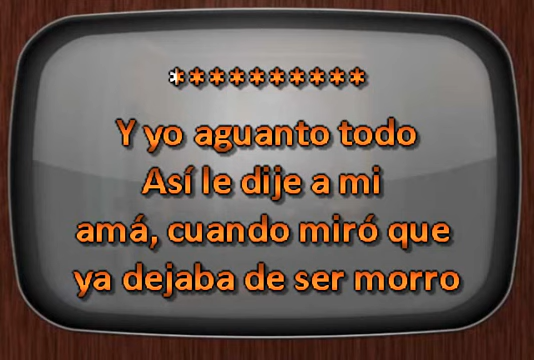 **********
Y yo aguanto todo
Así le dije a mi
amá, cuando miró que
ya dejaba de ser morro